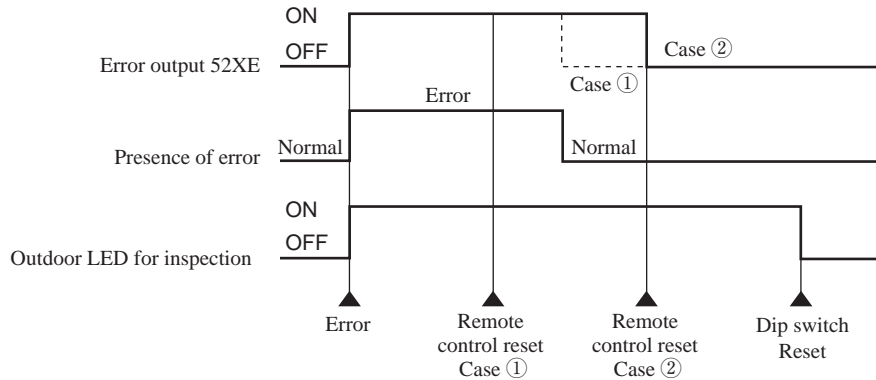 ON
OFF
Error output 52XE
Case ②
Case ①
Error
Normal
Normal
Presence of error
ON
OFF
Outdoor LED for inspection
Error
Remote
control reset
Case ①
Remote
control reset
Case ②
Dip switch
Reset